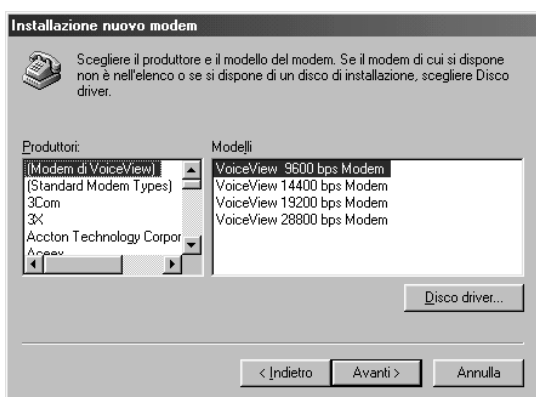 Installazione nuovo modem
Scegliere il produttore e il modello del modem. Se il modem di cui si dispone
non è nell'elenco o se si dispone di un disco di installazione, scegliere Disco
driver.
Produttori:
(Modem di VoiceView)
(Standard Modem Types)
3Com
3X
Accton Technology Corpor
Aceex
Modelli
VoiceView 9600 bps Modem
VoiceView 14400 bps Modem
VoiceView 19200 bps Modem
VoiceView 28800 bps Modem
Disco driver...
< Indietro
Avanti >
Annulla